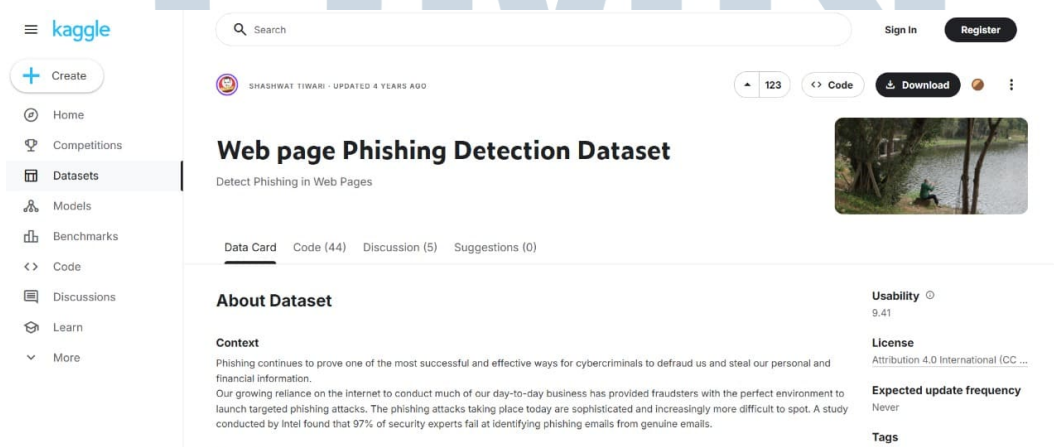 kaggle
Search
Sign In
Register
Create
SHASHWAT TIWARI · UPDATED 4 YEARS AGO
123
<> Code
Download
Home
Competitions
Datasets
Models
Benchmarks
Code
Discussions
Learn
More
Web page Phishing Detection Dataset
Detect Phishing in Web Pages
Data Card Code (44) Discussion (5) Suggestions (0)
About Dataset
Context
Phishing continues to prove one of the most successful and effective ways for cybercriminals to defraud us and steal our personal and
financial information.
Our growing reliance on the internet to conduct much of our day-to-day business has provided fraudsters with the perfect environment to
launch targeted phishing attacks. The phishing attacks taking place today are sophisticated and increasingly more difficult to spot. A study
conducted by Intel found that 97% of security experts fail at identifying phishing emails from genuine emails.
Usability
9.41
License
Attribution 4.0 International (CC ...
Expected update frequency
Never
Tags